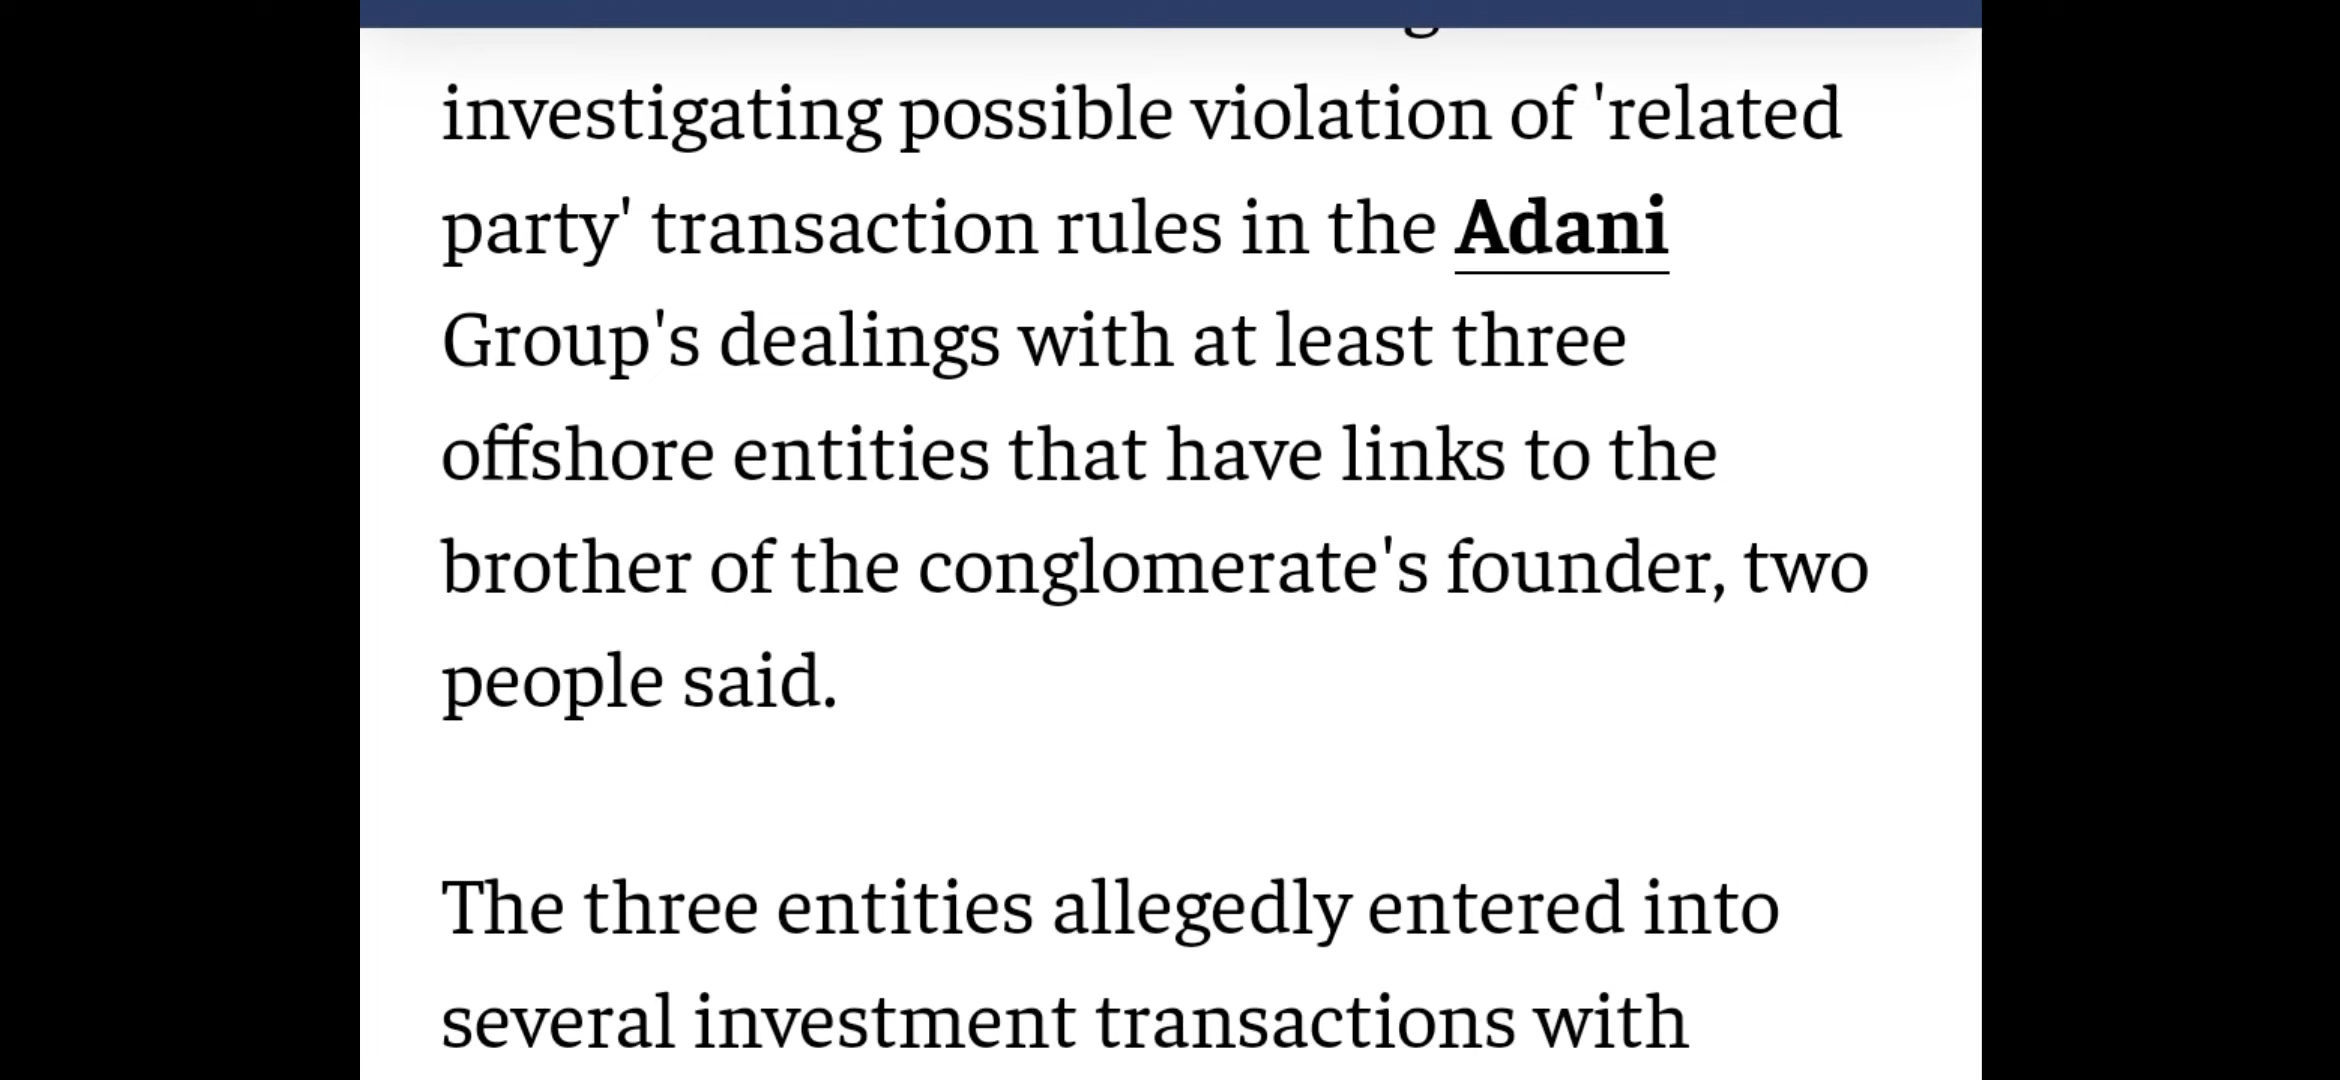 investigating possible violation of 'related
party' transaction rules in the Adani
Group's dealings with at least three
offshore entities that have links to the
brother of the conglomerate's founder, two
people said.
The three entities allegedly entered into
several investment transactions with